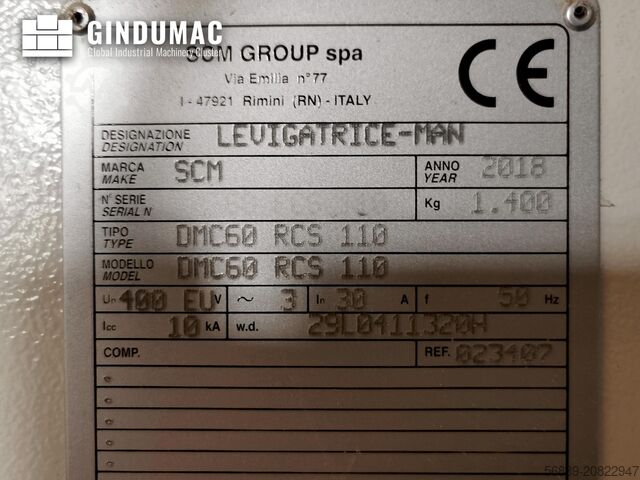 GINDUMAC
Global Industrial Machinery Cluster
SCM GROUP spa
Via Emilia n°77
I - 47921 Rimini (RN) - ITALY
CE
DESIGNAZIONE
DESIGNATION
LEVIGATRICE-MAN
MARCA
MAKE
SCM
ANNO
YEAR
2018
N° SERIE
SERIAL N
Kg
1.400
TIPO
TYPE
DMC60 RCS 110
MODELLO
MODEL
DMC60 RCS 110
Un 400 EU V ~ 3 In 30 A f 50 Hz
Icc 10 kA w.d. 29L0411320H
COMP. REF. 023407
56889-20822947